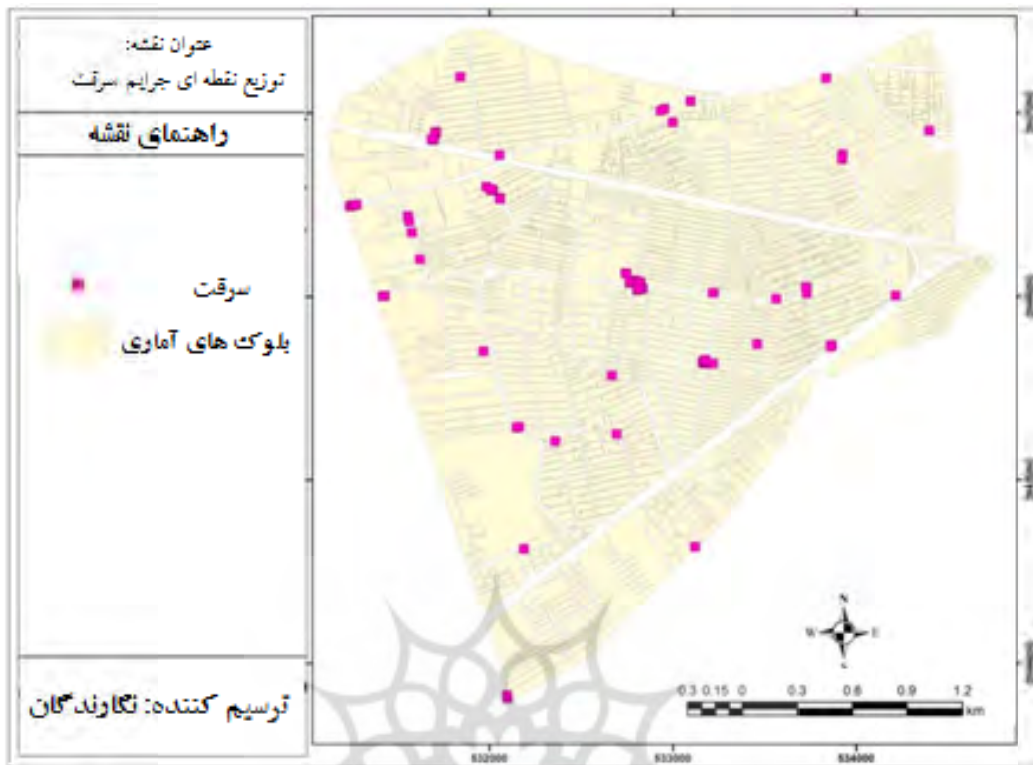 عنوان نقشه:
توزیع نقطه ای جرایم سرقت
راهنمای نقشه
سرقت
بلوک های آماری
ترسیم کننده: نگارندگان
N
W E
0.3 0.15 0 0.3 0.6 0.9 1.2
km
532000 533000 534000